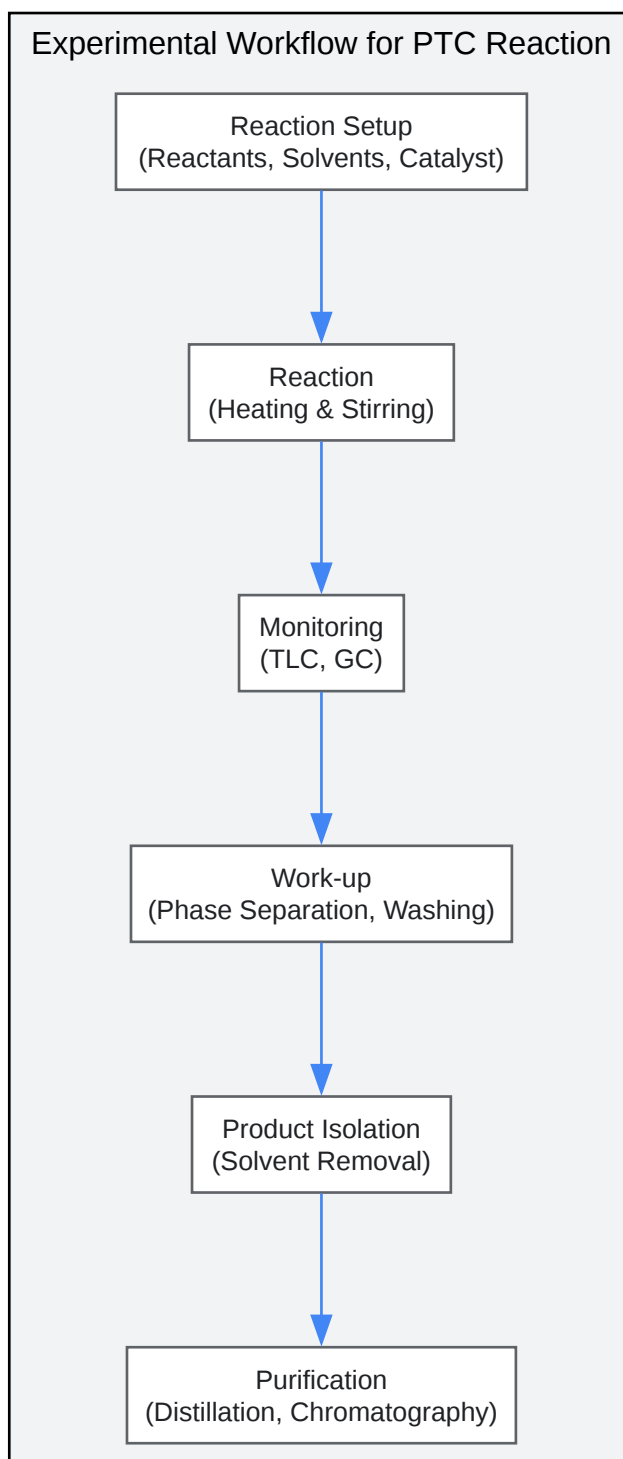 Experimental Workflow for PTC Reaction
Reaction Setup
(Reactants, Solvents, Catalyst)
Reaction
(Heating & Stirring)
Monitoring
(TLC, GC)
Work-up
(Phase Separation, Washing)
Product Isolation
(Solvent Removal)
Purification
(Distillation, Chromatography)